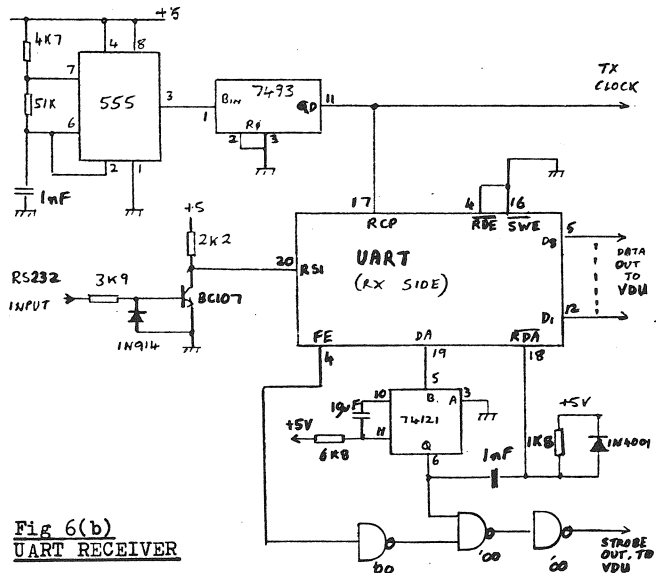 +5
4K7
4 8
7
51K
555
6
3
2 1
1nF
7493
BIN
QD
1
11
RØ
2 3
TX
CLOCK
17
RCP
4
RDE
16
SWE
5
D8
DATA
OUT
TO
VDU
12
D1
UART
(RX SIDE)
20
RSI
+5
2K2
RS232
INPUT
3K9
BC107
1N914
FE
4
DA
19
RDA
18
5
10
B
A
3
74121
11
Q
6
+5V
6K8
1nF
+5V
1K8
1N4001
'00
'00
'00
STROBE
OUT, TO
VDU
Fig 6(b)
UART RECEIVER